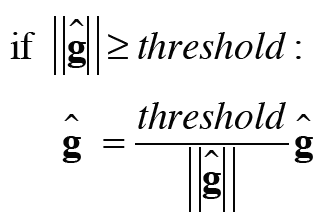 if ||ĝ|| ≥ threshold :
ĝ = threshold / ||ĝ|| ĝ